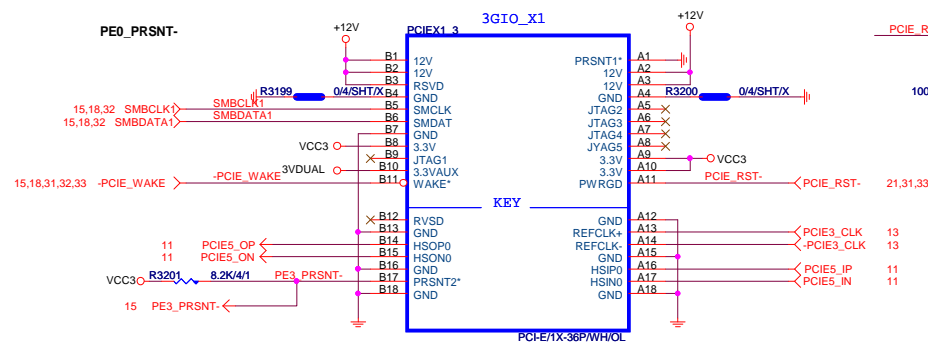 3GIO_X1
PE0_PRSNT-
+12V
PCIEX1_3
+12V
PCIE_R
B1 12V PRSNT1* A1
B2 12V 12V A2
B3 RSVD 12V A3
R3199 0/4/SHT/X B4 GND GND A4 R3200 0/4/SHT/X 100
15,18,32 SMBCLK1 SMBCLK1 B5 SMCLK JTAG2 A5
15,18,32 SMBDATA1 SMBDATA1 B6 SMDAT JTAG3 A6
B7 GND JTAG4 A7
VCC3 B8 3.3V JYAG5 A8
B9 JTAG1 3.3V A9 VCC3
3VDUAL B10 3.3VAUX 3.3V A10
15,18,31,32,33 -PCIE_WAKE -PCIE_WAKE B11 WAKE* PWRGD A11 PCIE_RST- PCIE_RST- 21,31,33
KEY
B12 RVSD GND A12
B13 GND REFCLK+ A13 PCIE3_CLK 13
11 PCIE5_OP B14 HSOP0 REFCLK- A14 -PCIE3_CLK 13
11 PCIE5_ON B15 HSON0 GND A15
B16 GND HSIP0 A16 PCIE5_IP 11
VCC3 R3201 8.2K/4/1 PE3_PRSNT- B17 PRSNT2* HSIN0 A17 PCIE5_IN 11
B18 GND GND A18
15 PE3_PRSNT-
PCI-E/1X-36P/WH/OL